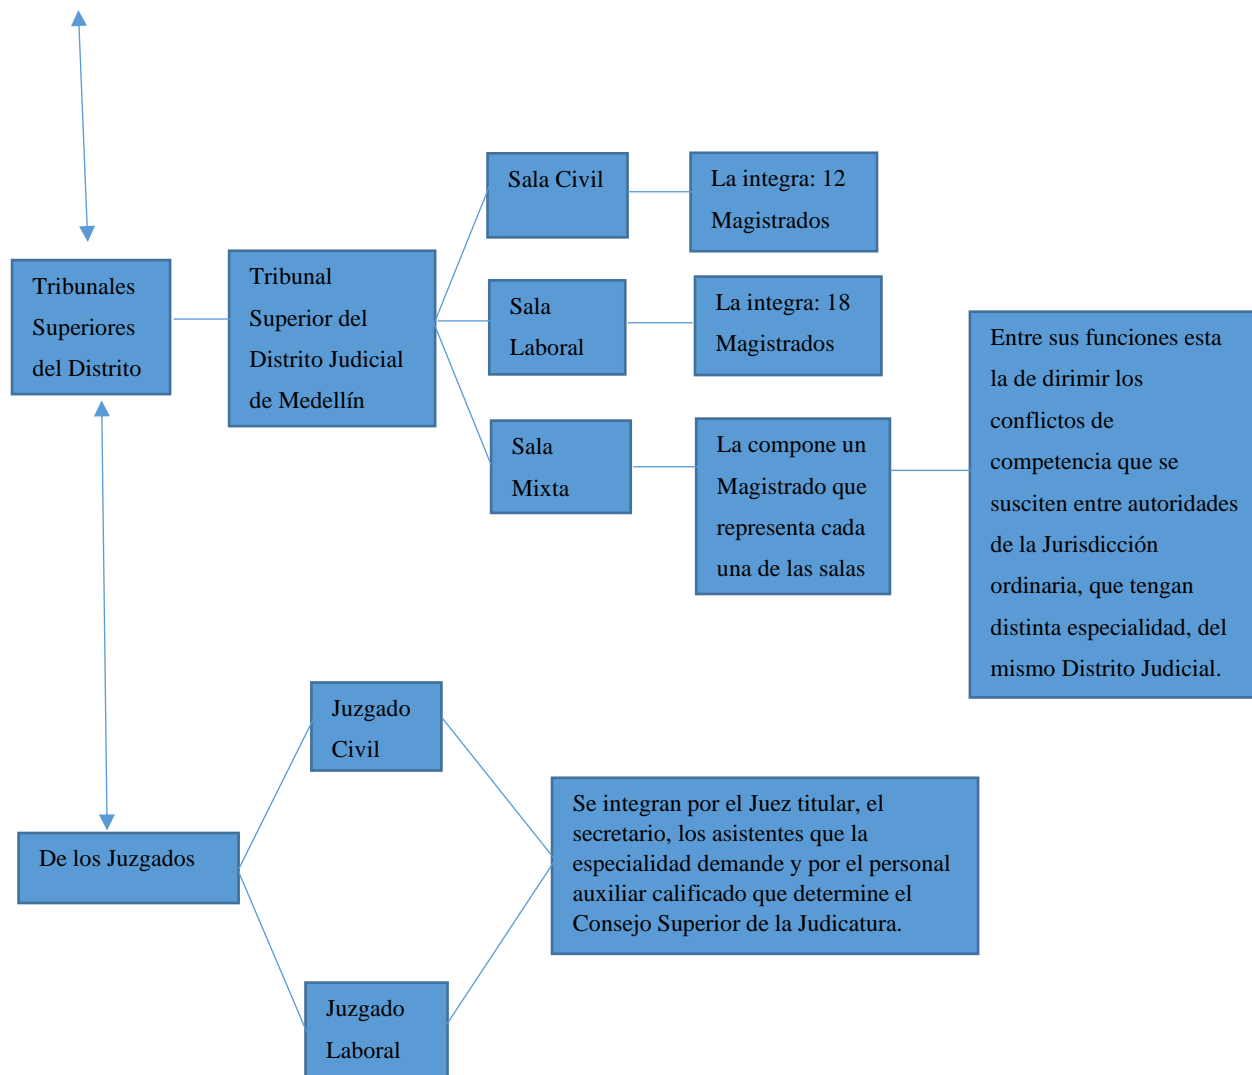 Tribunales
Superiores
del Distrito
Tribunal
Superior del
Distrito Judicial
de Medellín
Sala Civil
La integra: 12
Magistrados
Sala
Laboral
La integra: 18
Magistrados
Sala
Mixta
La compone un
Magistrado que
representa cada
una de las salas
Entre sus funciones esta
la de dirimir los
conflictos de
competencia que se
susciten entre autoridades
de la Jurisdicción
ordinaria, que tengan
distinta especialidad, del
mismo Distrito Judicial.
De los Juzgados
Juzgado
Civil
Juzgado
Laboral
Se integran por el Juez titular, el
secretario, los asistentes que la
especialidad demande y por el personal
auxiliar calificado que determine el
Consejo Superior de la Judicatura.